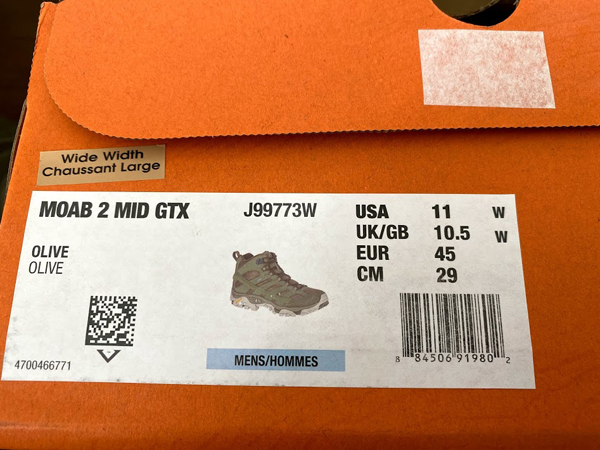 Wide Width
Chaussant Large
MOAB 2 MID GTX J99773W
USA 11 W
UK/GB 10.5 W
EUR 45
CM 29
OLIVE
OLIVE
4700466771
MENS/HOMMES
8 84506 91980 2